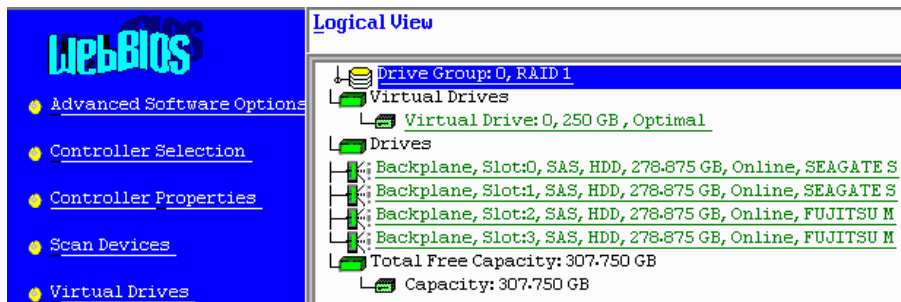 WebBIOS
Advanced Software Options
Controller Selection
Controller Properties
Scan Devices
Virtual Drives
Logical View
Drive Group: 0, RAID 1
Virtual Drives
Virtual Drive: 0, 250 GB , Optimal
Drives
Backplane, Slot:0, SAS, HDD, 278.875 GB, Online, SEAGATE S
Backplane, Slot:1, SAS, HDD, 278.875 GB, Online, SEAGATE S
Backplane, Slot:2, SAS, HDD, 278.875 GB, Online, FUJITSU M
Backplane, Slot:3, SAS, HDD, 278.875 GB, Online, FUJITSU M
Total Free Capacity: 307.750 GB
Capacity: 307.750 GB